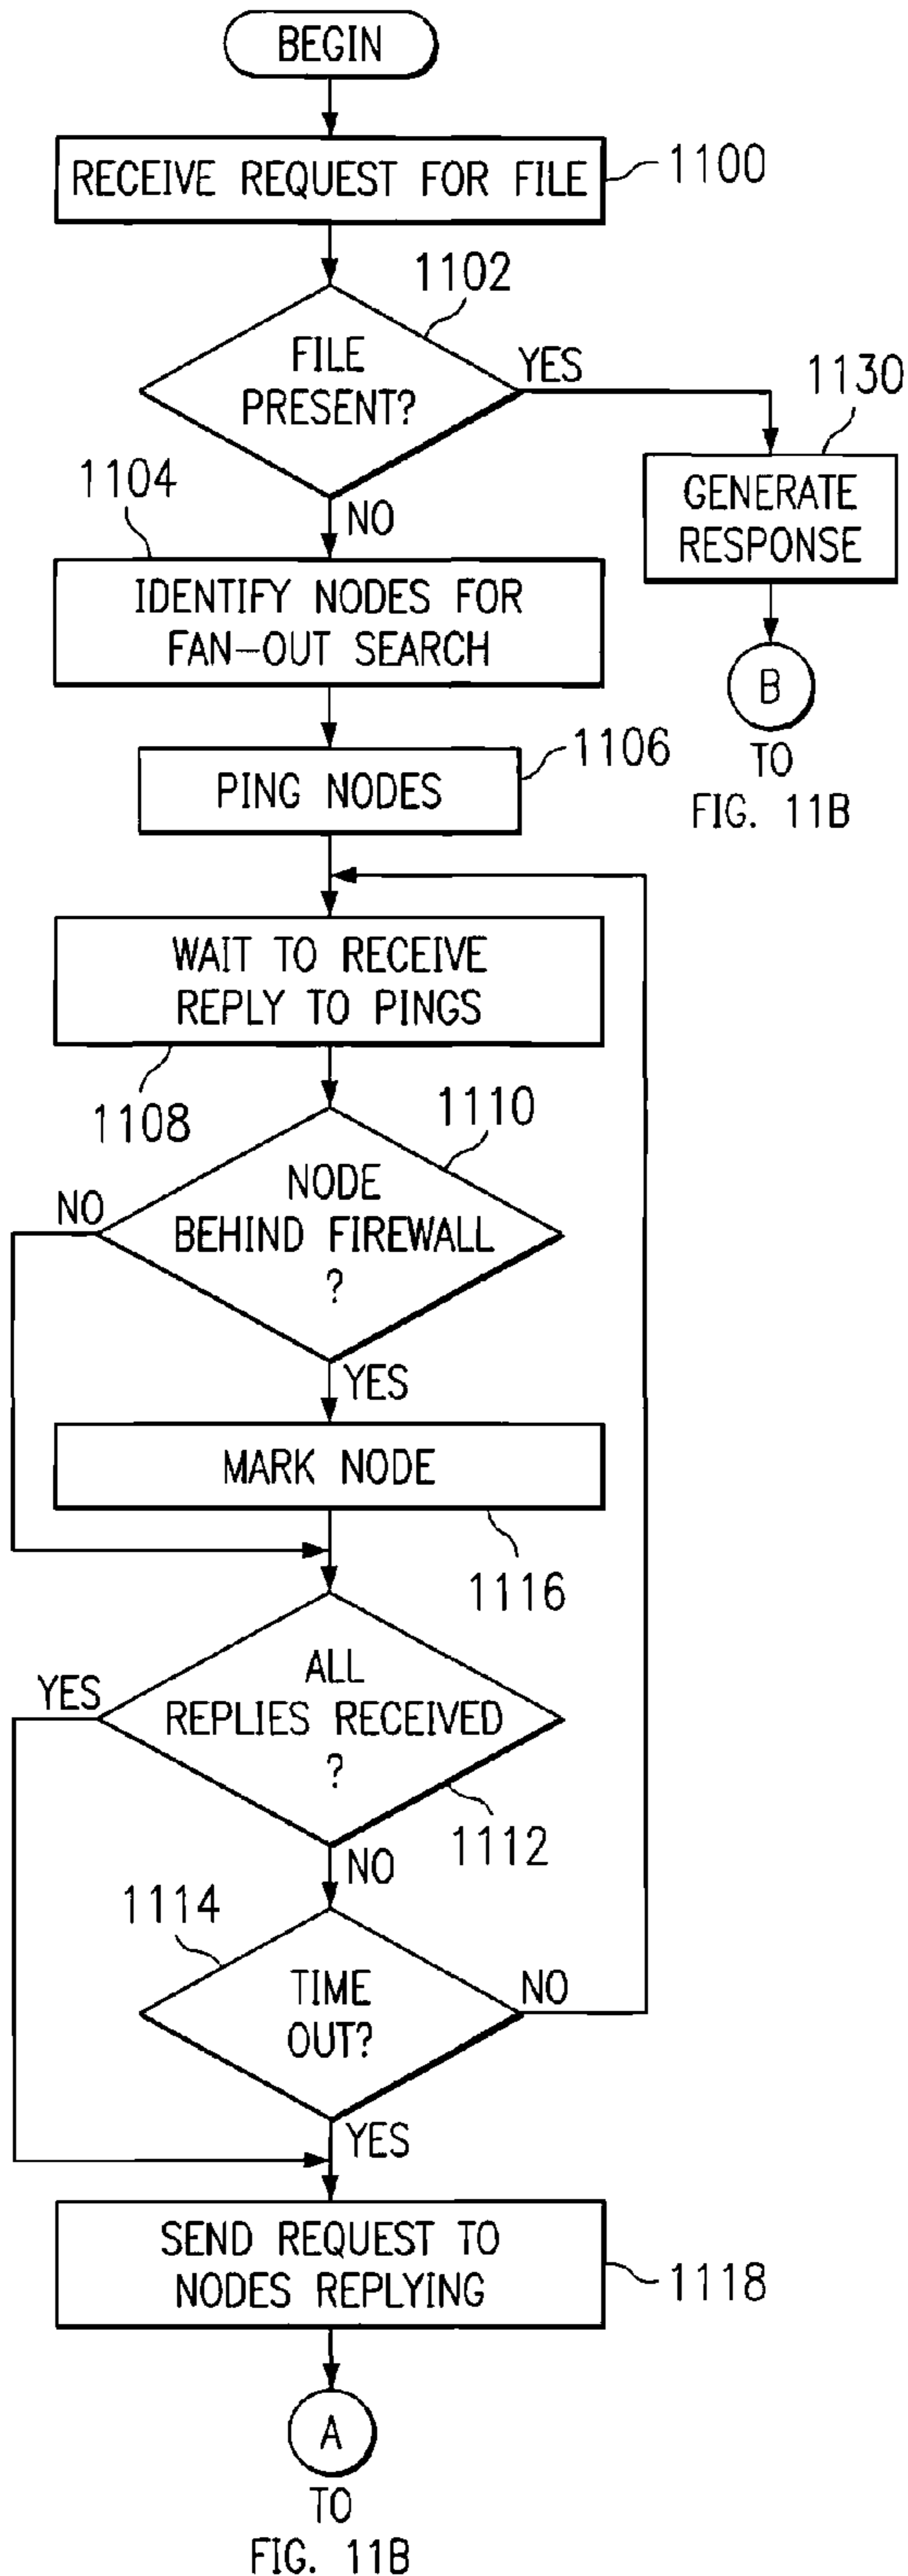 BEGIN
RECEIVE REQUEST FOR FILE
1100
1102
FILE
PRESENT?
YES
1130
GENERATE
RESPONSE
B
TO
FIG. 11B
NO
1104
IDENTIFY NODES FOR
FAN-OUT SEARCH
1106
PING NODES
WAIT TO RECEIVE
REPLY TO PINGS
1108
1110
NODE
BEHIND FIREWALL
?
NO
YES
MARK NODE
1116
ALL
REPLIES RECEIVED
?
YES
1112
NO
1114
TIME
OUT?
NO
YES
SEND REQUEST TO
NODES REPLYING
1118
A
TO
FIG. 11B